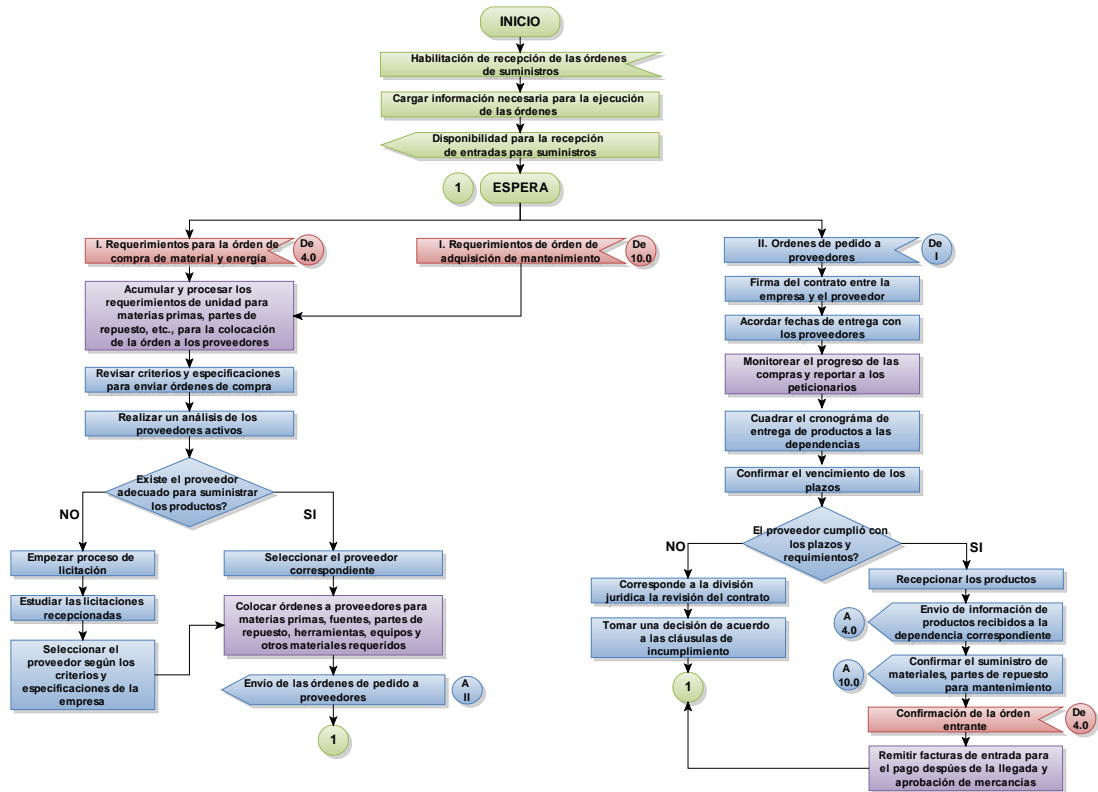 INICIO
Habilitación de recepción de las órdenes
de suministros
Cargar información necesaria para la ejecución
de las órdenes
Disponibilidad para la recepción
de entradas para suministros
1
ESPERA
I. Requerimientos para la órden de
compra de material y energía
De
4.0
Acumular y procesar los
requerimientos de unidad para
materias primas, partes de
repuesto, etc., para la colocación
de la órden a los proveedores
Revisar criterios y especificaciones
para enviar órdenes de compra
Realizar un análisis de los
proveedores activos
Existe el proveedor
adecuado para suministrar
los productos?
NO
SI
Empezar proceso de
licitación
Estudiar las licitaciones
recepcionadas
Seleccionar el
proveedor según los
criterios y
especificaciones de la
empresa
Seleccionar el proveedor
correspondiente
Colocar órdenes a proveedores para
materias primas, fuentes, partes de
repuesto, herramientas, equipos y
otros materiales requeridos
Envío de las órdenes de pedido a
proveedores
A
II
1
I. Requerimientos de órden de
adquisición de mantenimiento
De
10.0
II. Ordenes de pedido a
proveedores
De
I
Firma del contrato entre la
empresa y el proveedor
Acordar fechas de entrega con
los proveedores
Monitorear el progreso de las
compras y reportar a los
peticionarios
Cuadrar el cronográma de
entrega de productos a las
dependencias
Confirmar el vencimiento de los
plazos
El proveedor cumplió con
los plazos y
requimientos?
NO
SI
Corresponde a la división
juridica la revisión del contrato
Tomar una decisión de acuerdo
a las cláusulas de
incumplimiento
1
Recepcionar los productos
A
4.0
Envio de información de
productos recibidos a la
dependencia correspondiente
A
10.0
Confirmar el suministro de
materiales, partes de repuesto
para mantenimiento
Confirmación de la órden
entrante
De
4.0
Remitir facturas de entrada para
el pago despúes de la llegada y
aprobación de mercancías